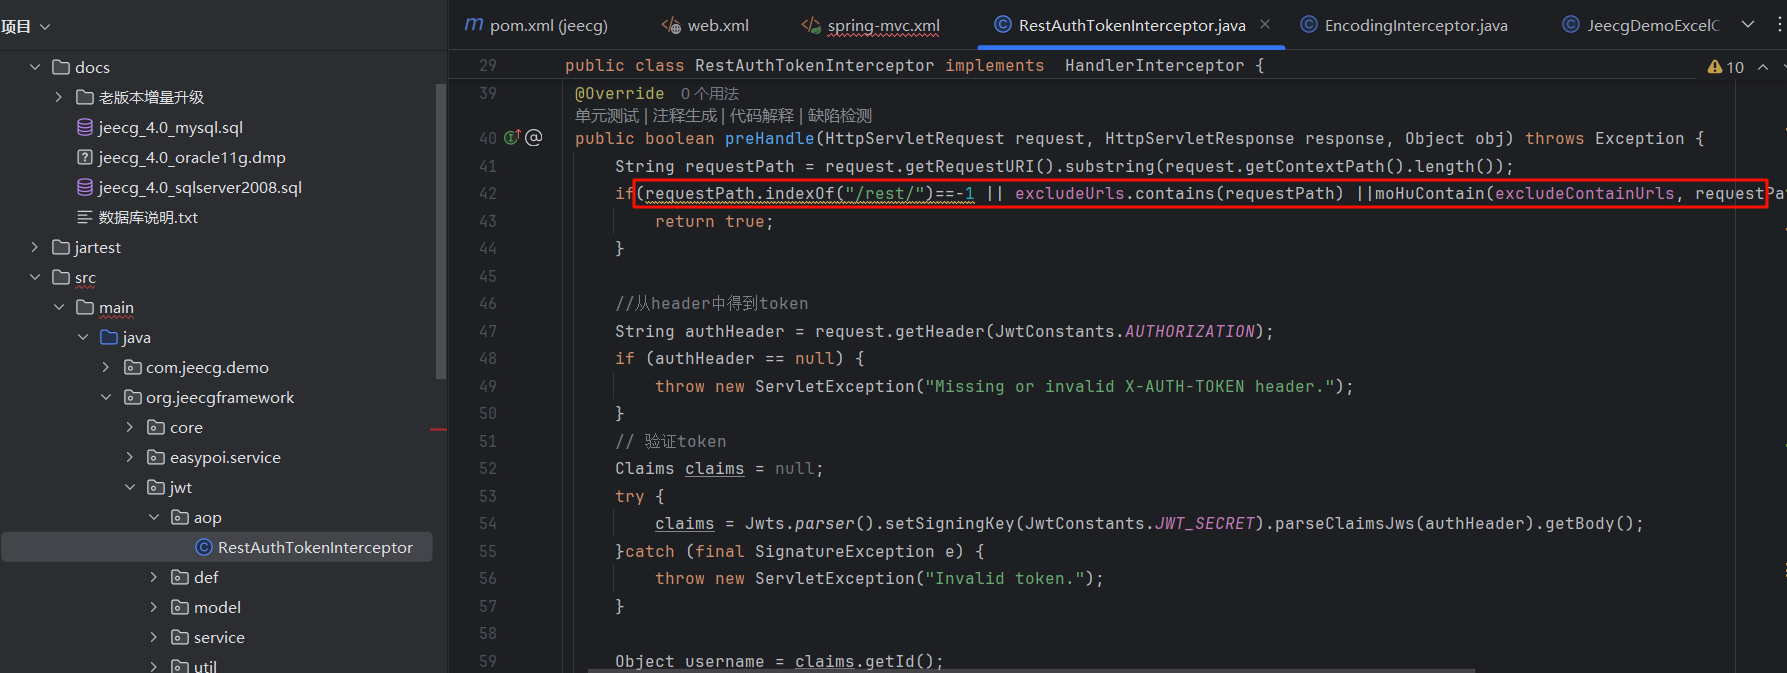 项目
docs
老版本增量升级
jeecg_4.0_mysql.sql
jeecg_4.0_oracle11g.dmp
jeecg_4.0_sqlserver2008.sql
数据库说明.txt
jartest
src
main
java
com.jeecg.demo
org.jeecgframework
core
easypoi.service
jwt
aop
RestAuthTokenInterceptor
def
model
service
util
pom.xml (jeecg)
web.xml
spring-mvc.xml
RestAuthTokenInterceptor.java
EncodingInterceptor.java
JeecgDemoExcelC
29 public class RestAuthTokenInterceptor implements HandlerInterceptor {
10
39 @Override 0 个用法
单元测试 | 注释生成 | 代码解释 | 缺陷检测
40 public boolean preHandle(HttpServletRequest request, HttpServletResponse response, Object obj) throws Exception {
41 String requestPath = request.getRequestURI().substring(request.getContextPath().length());
42 if(requestPath.indexOf("/rest/")==-1 || excludeUrls.contains(requestPath) ||moHuContain(excludeContainUrls, requestPa
43 return true;
44 }
45
46 //从header中得到token
47 String authHeader = request.getHeader(JwtConstants.AUTHORIZATION);
48 if (authHeader == null) {
49 throw new ServletException("Missing or invalid X-AUTH-TOKEN header.");
50 }
51 // 验证token
52 Claims claims = null;
53 try {
54 claims = Jwts.parser().setSigningKey(JwtConstants.JWT_SECRET).parseClaimsJws(authHeader).getBody();
55 }catch (final SignatureException e) {
56 throw new ServletException("Invalid token.");
57 }
58
59 Object username = claims.getId();